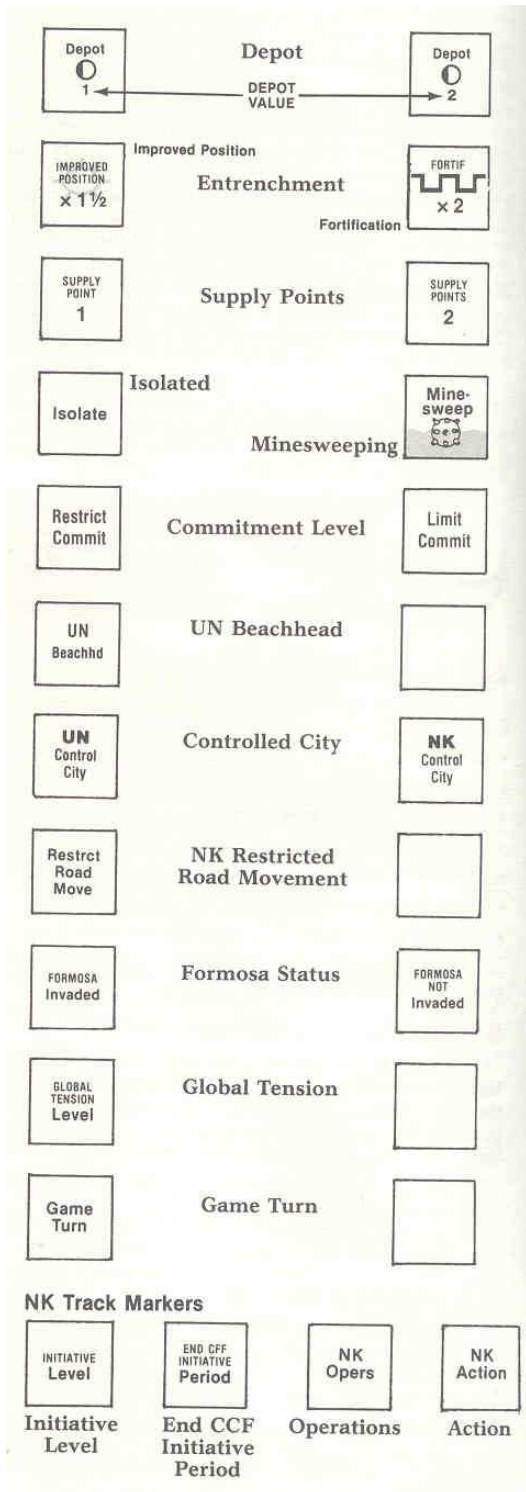 Depot
1
Depot
Depot
2
DEPOT
VALUE
IMPROVED
POSITION
× 1½
Improved Position
Entrenchment
Fortification
FORTIF
× 2
SUPPLY
POINT
1
Supply Points
SUPPLY
POINTS
2
Isolate
Isolated
Minesweeping
Mine-
sweep
Restrict
Commit
Commitment Level
Limit
Commit
UN
Beachhd
UN Beachhead
UN
Control
City
Controlled City
NK
Control
City
Restrct
Road
Move
NK Restricted
Road Movement
FORMOSA
Invaded
Formosa Status
FORMOSA
NOT
Invaded
GLOBAL
TENSION
Level
Global Tension
Game
Turn
Game Turn
NK Track Markers
INITIATIVE
Level
Initiative
Level
END CFF
INITIATIVE
Period
End CCF
Initiative
Period
NK
Opers
Operations
NK
Action
Action